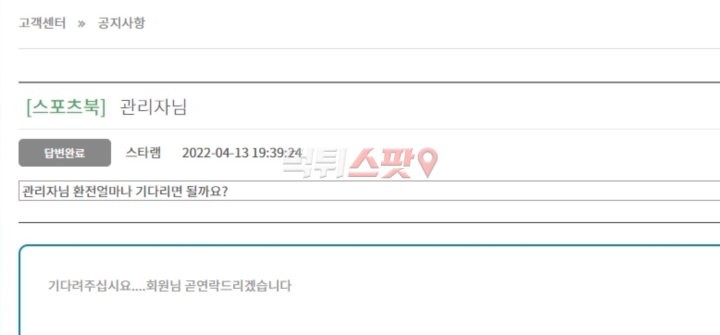 고객센터 » 공지사항
[스포츠북] 관리자님
답변완료 스타램 2022-04-13 19:39:24
먹튀스팟
관리자님 환전얼마나 기다리면 될까요?
기다려주십시요....회원님 곧연락드리겠습니다